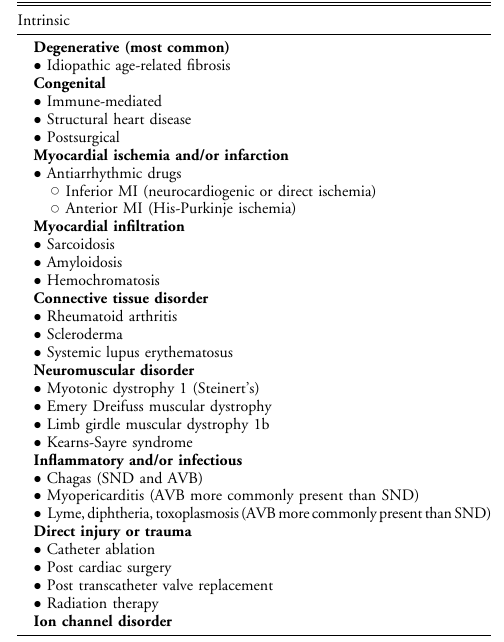 Intrinsic
Degenerative (most common)
• Idiopathic age-related fibrosis
Congenital
• Immune-mediated
• Structural heart disease
• Postsurgical
Myocardial ischemia and/or infarction
• Antiarrhythmic drugs
○ Inferior MI (neurocardiogenic or direct ischemia)
○ Anterior MI (His-Purkinje ischemia)
Myocardial infiltration
• Sarcoidosis
• Amyloidosis
• Hemochromatosis
Connective tissue disorder
• Rheumatoid arthritis
• Scleroderma
• Systemic lupus erythematosus
Neuromuscular disorder
• Myotonic dystrophy 1 (Steinert's)
• Emery Dreifuss muscular dystrophy
• Limb girdle muscular dystrophy 1b
• Kearns-Sayre syndrome
Inflammatory and/or infectious
• Chagas (SND and AVB)
• Myopericarditis (AVB more commonly present than SND)
• Lyme, diphtheria, toxoplasmosis (AVB more commonly present than SND)
Direct injury or trauma
• Catheter ablation
• Post cardiac surgery
• Post transcatheter valve replacement
• Radiation therapy
Ion channel disorder